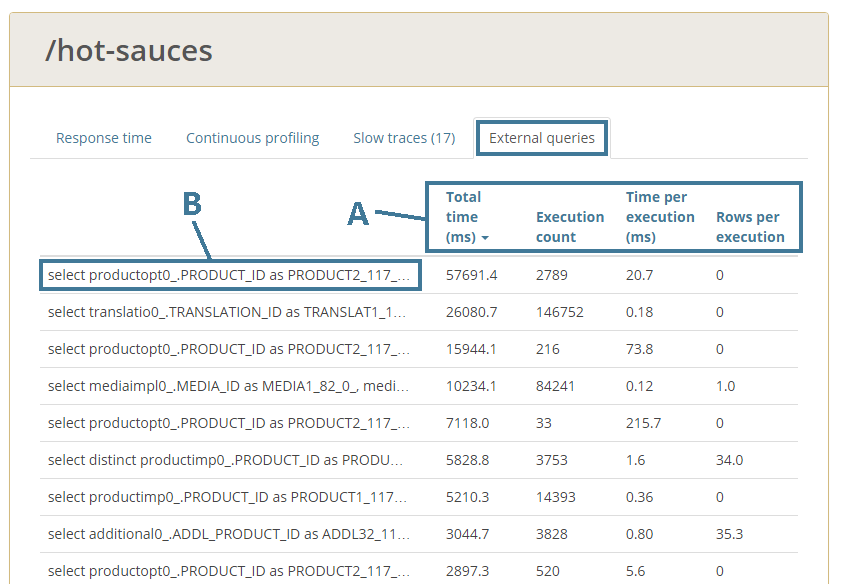 /hot-sauces
Response time Continuous profiling Slow traces (17) External queries
B
A
Total time (ms) Execution count Time per execution (ms) Rows per execution
select productopt0_.PRODUCT_ID as PRODUCT2_117_... 57691.4 2789 20.7 0
select translatio0_.TRANSLATION_ID as TRANSLAT1_1... 26080.7 146752 0.18 0
select productopt0_.PRODUCT_ID as PRODUCT2_117_... 15944.1 216 73.8 0
select mediaimpl0_.MEDIA_ID as MEDIA1_82_0_, medi... 10234.1 84241 0.12 1.0
select productopt0_.PRODUCT_ID as PRODUCT2_117_... 7118.0 33 215.7 0
select distinct productimp0_.PRODUCT_ID as PRODU... 5828.8 3753 1.6 34.0
select productimp0_.PRODUCT_ID as PRODUCT1_117... 5210.3 14393 0.36 0
select additional0_.ADDL_PRODUCT_ID as ADDL32_11... 3044.7 3828 0.80 35.3
select productopt0_.PRODUCT_ID as PRODUCT2_117_... 2897.3 520 5.6 0